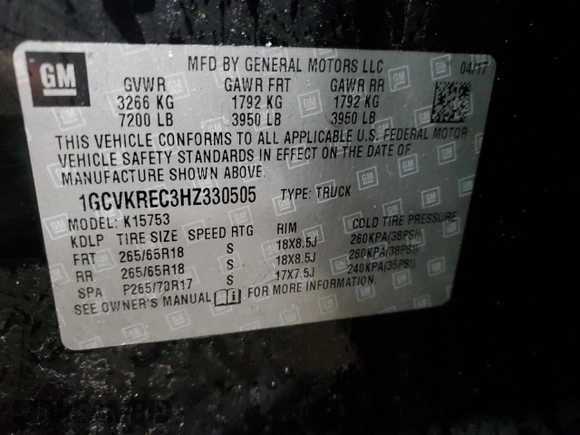 GM
MFD BY GENERAL MOTORS LLC 04/17
GVWR GAWR FRT GAWR RR
3266 KG 1792 KG 1792 KG
7200 LB 3950 LB 3950 LB
THIS VEHICLE CONFORMS TO ALL APPLICABLE U.S. FEDERAL MOTOR
VEHICLE SAFETY STANDARDS IN EFFECT ON THE DATE OF
MANUFACTURE SHOWN ABOVE.
1GCVKREC3HZ330505 TYPE: TRUCK
MODEL: K15753
KDLP TIRE SIZE SPEED RTG RIM COLD TIRE PRESSURE
FRT 265/65R18 S 18X8.5J 260KPA(38PSI)
RR 265/65R18 S 18X8.5J 260KPA(38PSI)
SPA P265/70R17 S 17X7.5J 240KPA(35PSI)
SEE OWNER'S MANUAL FOR MORE INFORMATION